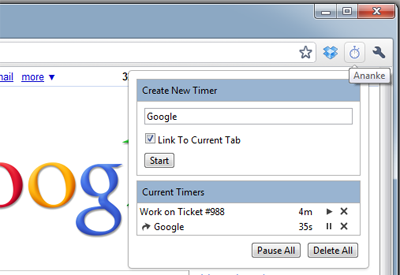 Ananke
mail more ▼ 3
Create New Timer
Google
Link To Current Tab
Start
Current Timers
Work on Ticket #988 4m
Google 35s
Pause All Delete All
oog